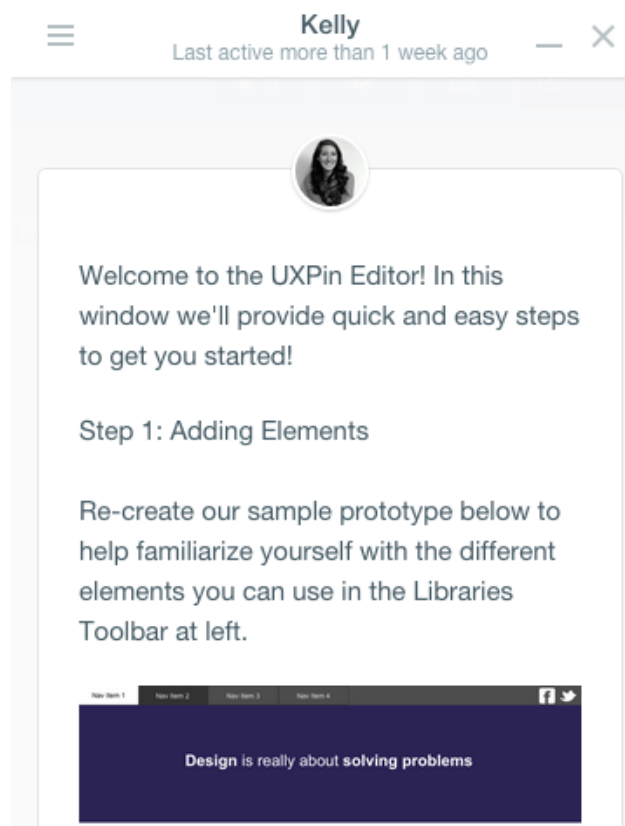 Kelly
Last active more than 1 week ago
Welcome to the UXPin Editor! In this
window we'll provide quick and easy steps
to get you started!
Step 1: Adding Elements
Re-create our sample prototype below to
help familiarize yourself with the different
elements you can use in the Libraries
Toolbar at left.
Nav Item 1 Nav Item 2 Nav Item 3 Nav Item 4
Design is really about solving problems